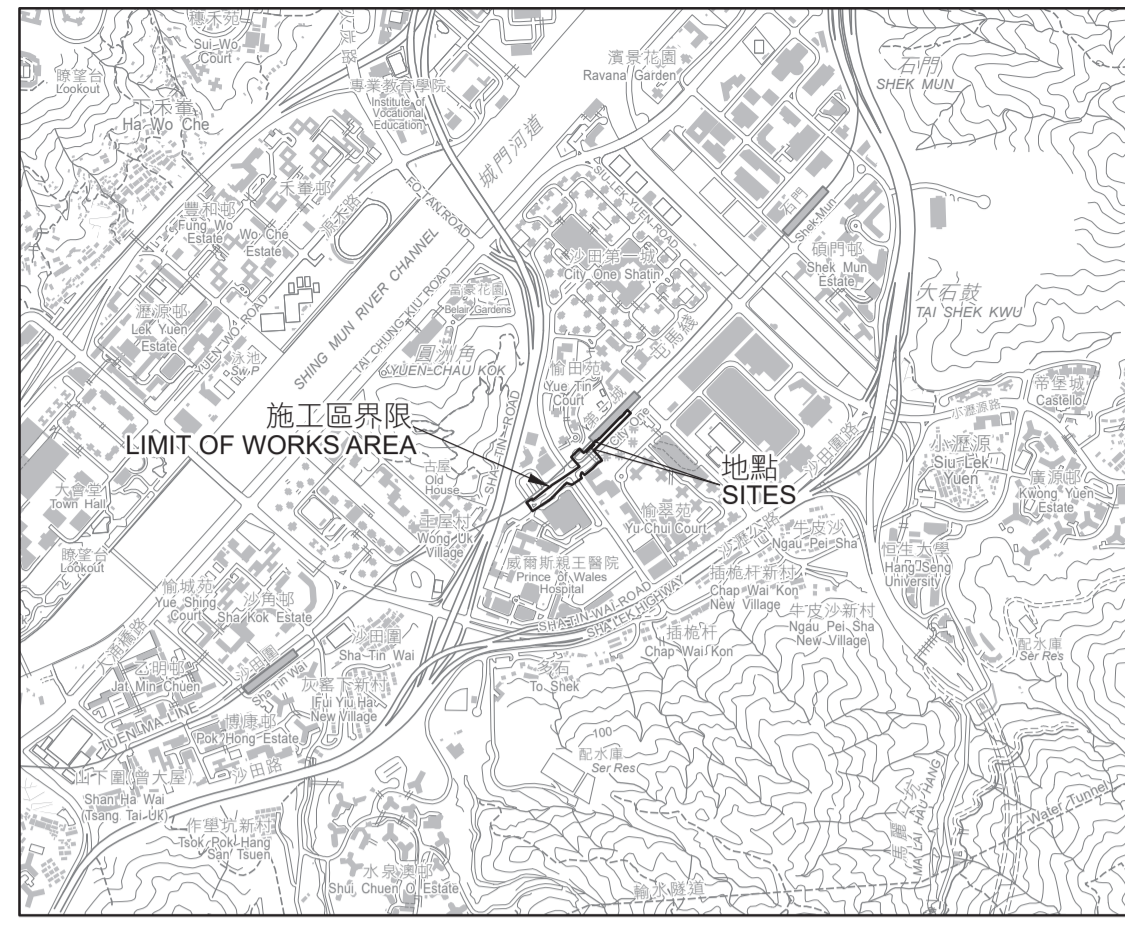 穗禾苑
Sui Wo
Court
瞭望台
Lookout
下禾輋
Ha Wo Che
火炭路
專業教育學院
Institute of
Vocational
Education
濱景花園
Ravana Garden
石門
SHEK MUN
城門河道
SHING MUN RIVER CHANNEL
禾輋邨
Wo Che
Estate
豐和邨
Fung Wo
Estate
源禾路
YUEN WO ROAD
FO TAN ROAD
SIU LEK YUEN ROAD
石門
Shek Mun
碩門邨
Shek Mun
Estate
沙田第一城
City One Shatin
瀝源邨
Lek Yuen
Estate
泳池
Sw P
TAI CHUNG KIU ROAD
富豪花園
Belair Gardens
圓洲角
YUEN CHAU KOK
大石鼓
TAI SHEK KWU
屯馬綫
愉田苑
Yue Tin
Court
第一城
City One
帝堡城
Castello
小瀝源路
施工區界限
LIMIT OF WORKS AREA
SHA TIN ROAD
地點
SITES
沙田圍路
小瀝源
Siu Lek
Yuen
廣源邨
Kwong Yuen
Estate
大會堂
Town Hall
古屋
Old
House
王屋村
Wong Uk
Village
愉翠苑
Yu Chui Court
沙瀝公路
牛皮沙
Ngau Pei Sha
恒生大學
Hang Seng
University
瞭望台
Lookout
威爾斯親王醫院
Prince of Wales
Hospital
SHA TIN WAI ROAD
SHA LEK HIGHWAY
插桅杆新村
Chap Wai Kon
New Village
牛皮沙新村
Ngau Pei Sha
New Village
愉城苑
Yue Shing
Court
沙角邨
Sha Kok Estate
沙田圍
Sha Tin Wai
插桅杆
Chap Wai Kon
配水庫
Ser Res
大涌橋路
乙明邨
Jat Min Chuen
沙田圍
Sha Tin Wai
多石
To Shek
灰窰下新村
Fui Yiu Ha
New Village
TUEN MA LINE
博康邨
Pok Hong Estate
沙田路
100
配水庫
Ser Res
山下圍(曾大屋)
Shan Ha Wai
(Tsang Tai Uk)
作壆坑新村
Tsok Pok Hang
San Tsuen
水泉澳邨
Shui Chuen O Estate
MA LAI HAU HANG
Water Tunnel
輸水隧道